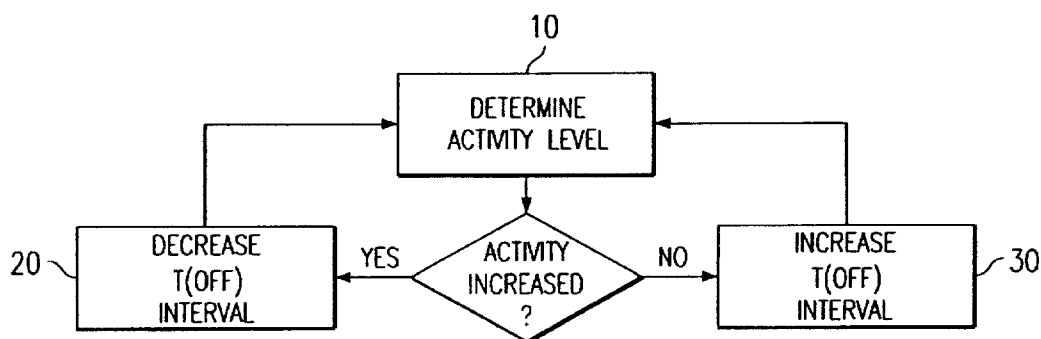 10
DETERMINE
ACTIVITY LEVEL
20
DECREASE
T(OFF)
INTERVAL
YES
ACTIVITY
INCREASED
?
NO
INCREASE
T(OFF)
INTERVAL
30